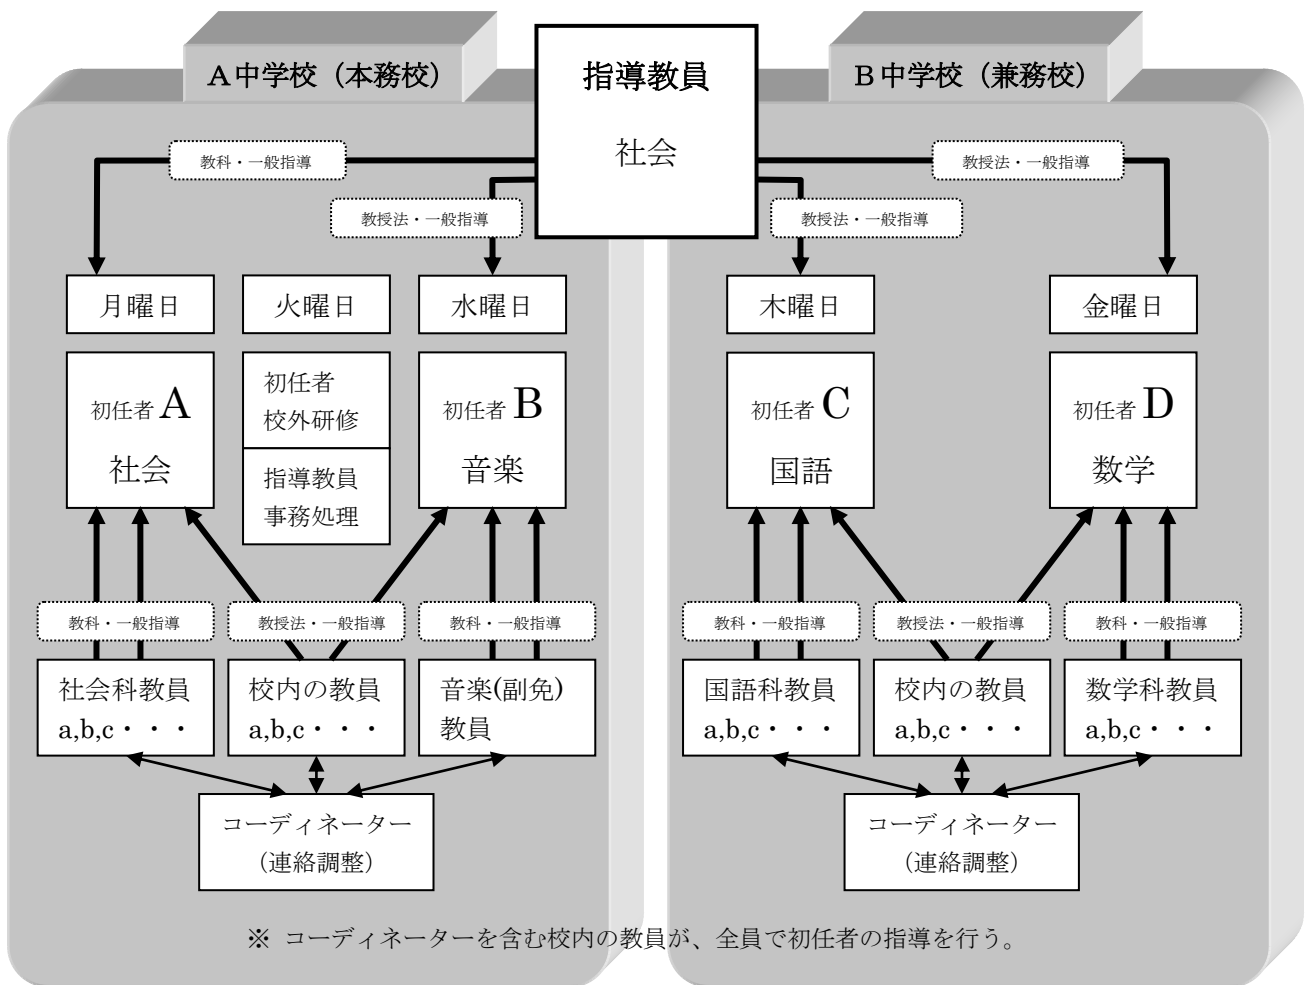 A中学校（本務校）
指導教員
社会
B中学校（兼務校）
教科・一般指導
教授法・一般指導
教授法・一般指導
教授法・一般指導
月曜日
火曜日
水曜日
木曜日
金曜日
初任者 A
社会
初任者
校外研修
指導教員
事務処理
初任者 B
音楽
初任者 C
国語
初任者 D
数学
教科・一般指導
教授法・一般指導
教科・一般指導
教科・一般指導
教授法・一般指導
教科・一般指導
社会科教員
a,b,c・・・
校内の教員
a,b,c・・・
音楽(副免)
教員
国語科教員
a,b,c・・・
校内の教員
a,b,c・・・
数学科教員
a,b,c・・・
コーディネーター
（連絡調整）
コーディネーター
（連絡調整）
※ コーディネーターを含む校内の教員が、全員で初任者の指導を行う。